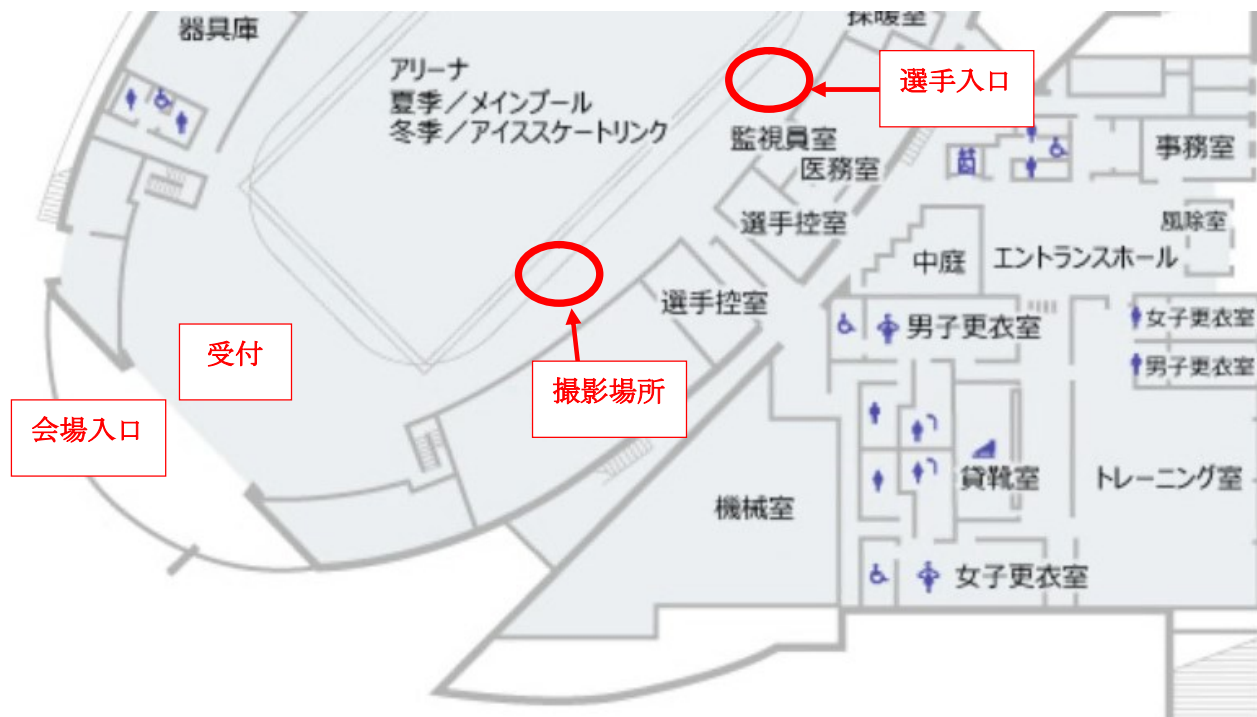 採暖室
器具庫
アリーナ
夏季／メインプール
冬季／アイススケートリンク
選手入口
監視員室
医務室
事務室
選手控室
風除室
中庭
エントランスホール
選手控室
男子更衣室
女子更衣室
受付
男子更衣室
撮影場所
会場入口
貸靴室
トレーニング室
機械室
女子更衣室